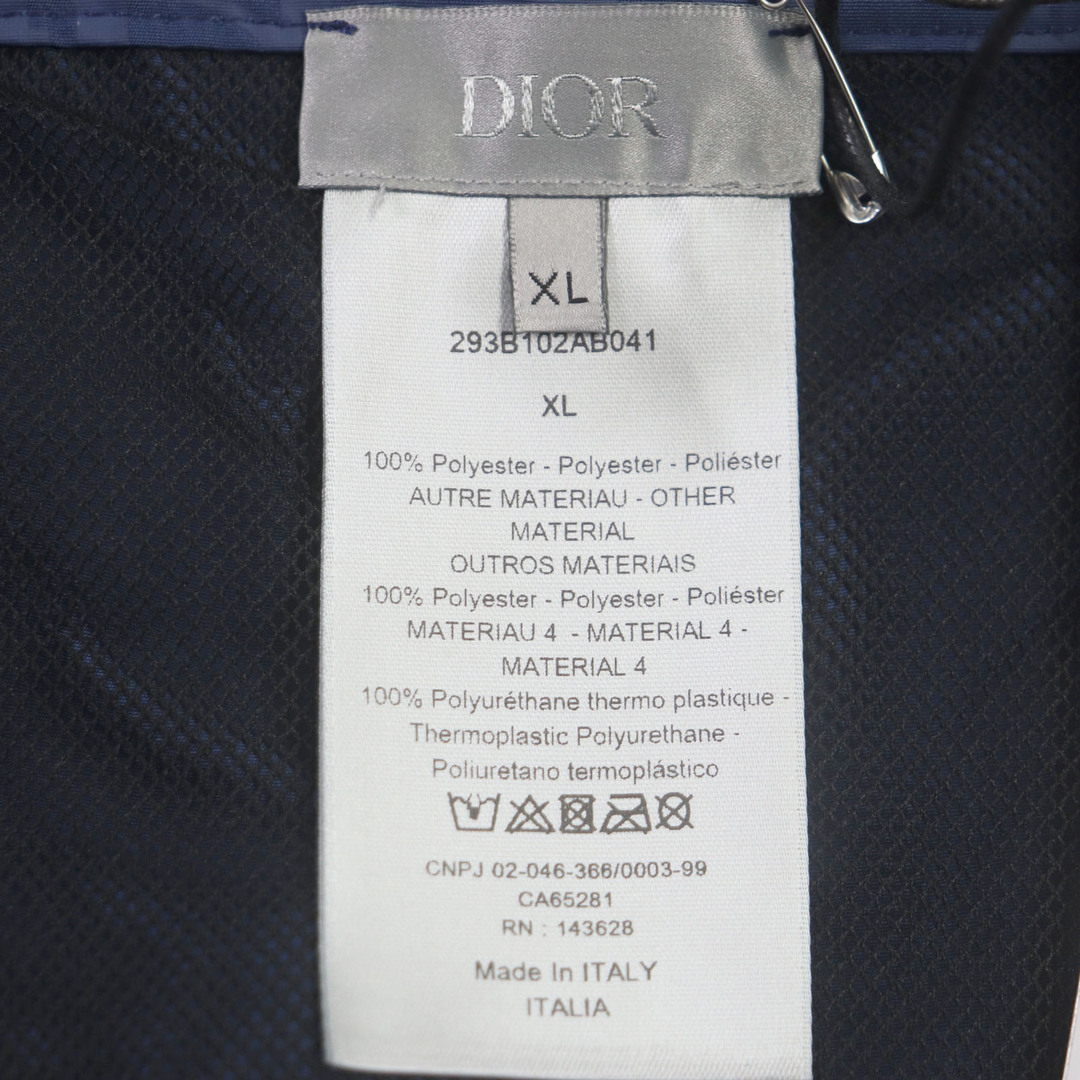 DIOR
XL
293B102AB041
XL
100% Polyester - Polyester - Poliéster
AUTRE MATERIAU - OTHER
MATERIAL
OUTROS MATERIAIS
100% Polyester - Polyester - Poliéster
MATERIAU 4 - MATERIAL 4 -
MATERIAL 4
100% Polyuréthane thermo plastique -
Thermoplastic Polyurethane -
Poliuretano termoplástico
CNPJ 02-046-366/0003-99
CA65281
RN : 143628
Made In ITALY
ITALIA